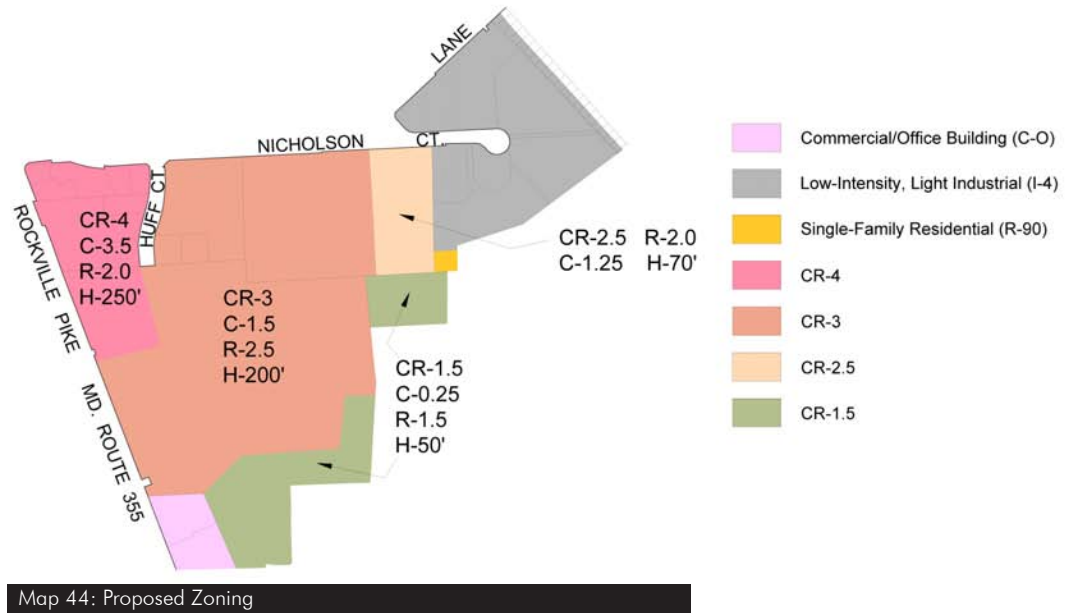 LANE
NICHOLSON CT.
HUFF CT.
ROCKVILLE PIKE MD. ROUTE 355
CR-4
C-3.5
R-2.0
H-250'
CR-3
C-1.5
R-2.5
H-200'
CR-2.5 R-2.0
C-1.25 H-70'
CR-1.5
C-0.25
R-1.5
H-50'
Commercial/Office Building (C-O)
Low-Intensity, Light Industrial (I-4)
Single-Family Residential (R-90)
CR-4
CR-3
CR-2.5
CR-1.5
Map 44: Proposed Zoning